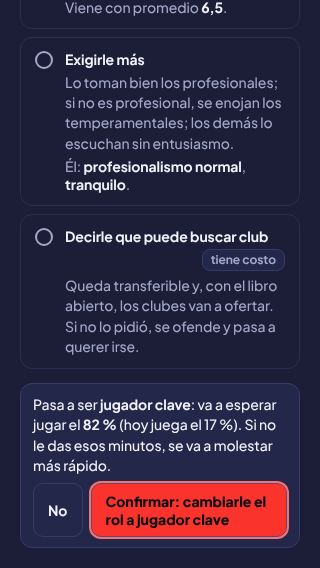 Viene con promedio 6,5.
Exigirle más
Lo toman bien los profesionales;
si no es profesional, se enojan los
temperamentales; los demás lo
escuchan sin entusiasmo.
Él: profesionalismo normal,
tranquilo.
Decirle que puede buscar club
tiene costo
Queda transferible y, con el libro
abierto, los clubes van a ofertar.
Si no lo pidió, se ofende y pasa a
querer irse.
Pasa a ser jugador clave: va a esperar
jugar el 82 % (hoy juega el 17 %). Si no
le das esos minutos, se va a molestar
más rápido.
No
Confirmar: cambiarle el
rol a jugador clave